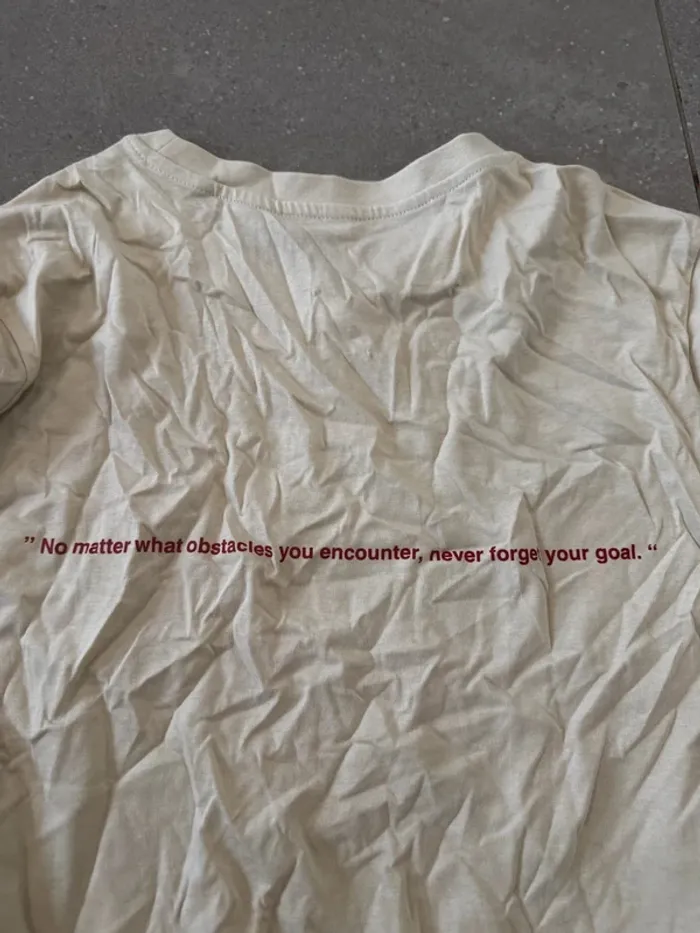 ” No matter what obstacles you encounter, never forget your goal. “